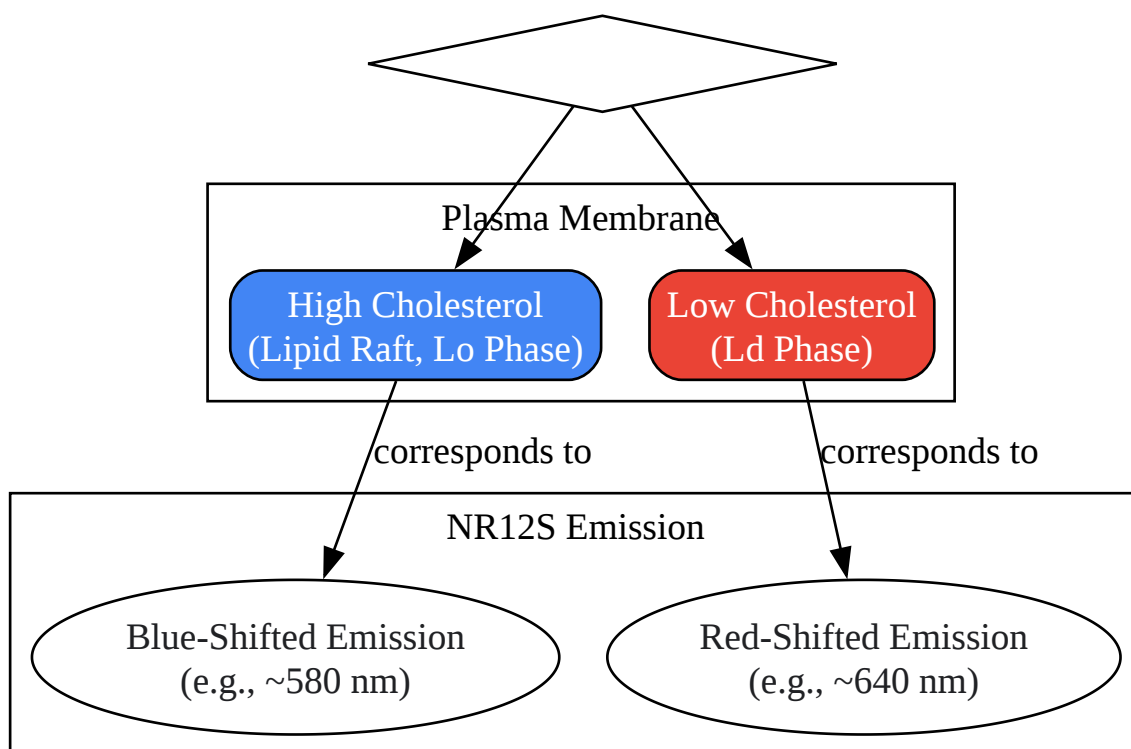 Plasma Membrane
High Cholesterol
(Lipid Raft, Lo Phase)
Low Cholesterol
(Ld Phase)
corresponds to
corresponds to
NR12S Emission
Blue-Shifted Emission
(e.g., ~580 nm)
Red-Shifted Emission
(e.g., ~640 nm)